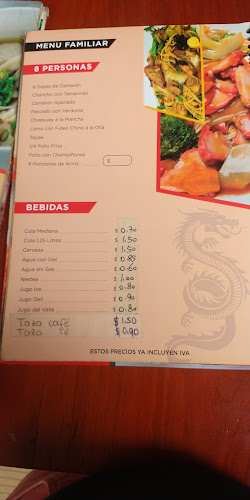 MENU FAMILIAR
8 PERSONAS
8 Sopas de Camarón
Chancho con Tamarindo
Camarón Apanado
Pescado con Verduras
Chapsuey a la Plancha
Lomo con Fideo Chino a la Olla
Taipa
1/4 Pollo Frito
Pollo con Champiñones
8 Porciones de Arroz $
BEBIDAS
Cola Mediana $ 0.70
Cola 1.25 Litros $ 1.50
Cerveza $ 1.50
Agua con Gas $ 0.85
Agua sin Gas $ 0.60
Nestea $ 1.00
Jugo Ice $ 0.80
Jugo Deli $ 0.90
Jugo del Valle $ 0.80
Taza café $ 1.50
Taza Té $ 0.90
ESTOS PRECIOS YA INCLUYEN IVA